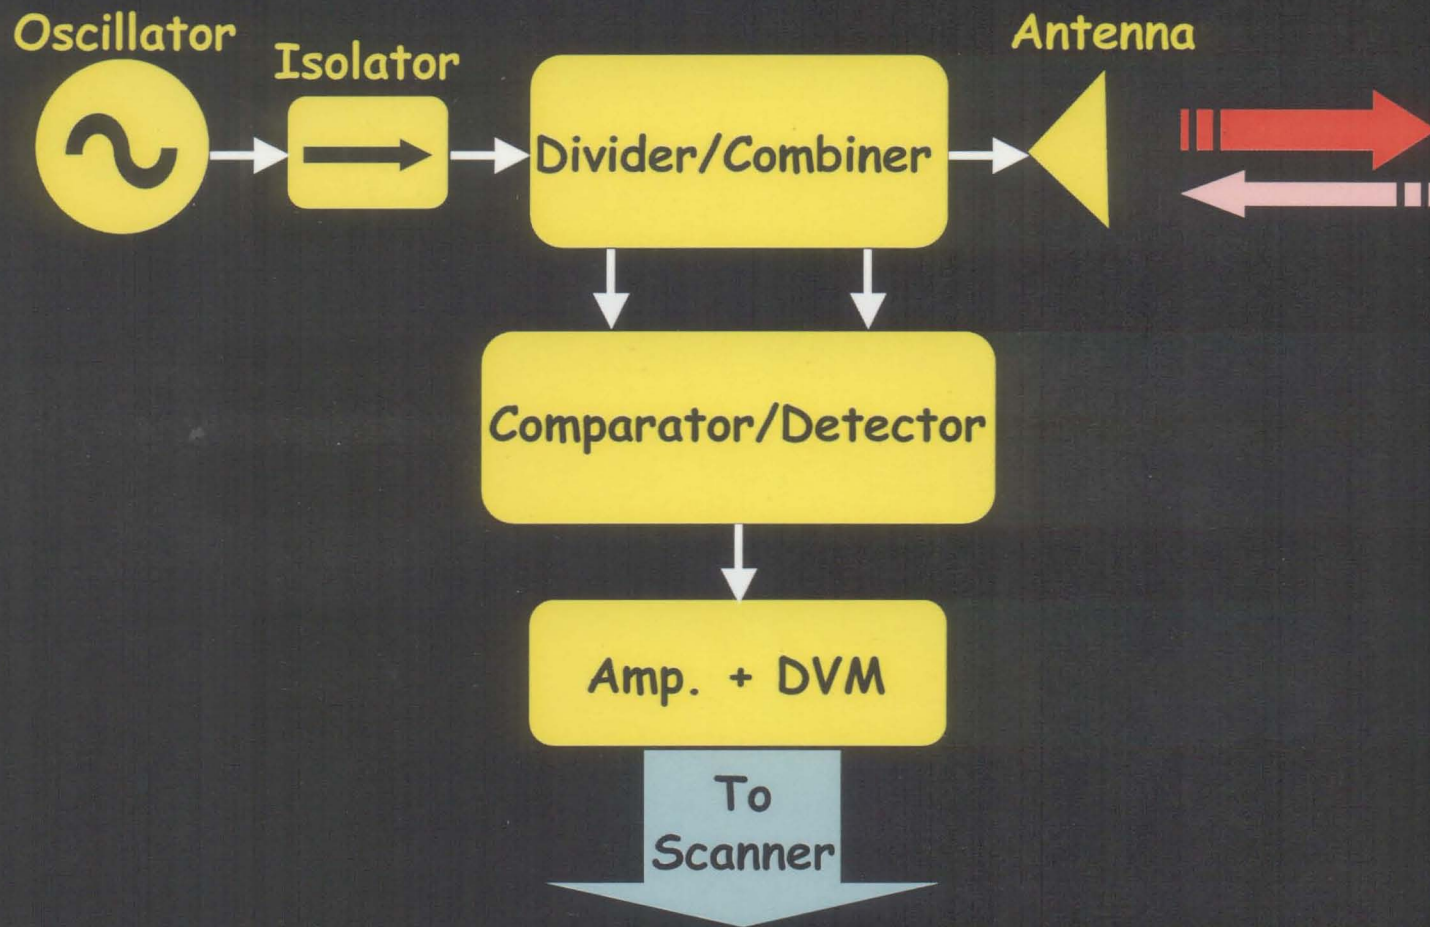 Oscillator
Isolator
Antenna
Divider/Combiner
Comparator/Detector
Amp. + DVM
To
Scanner